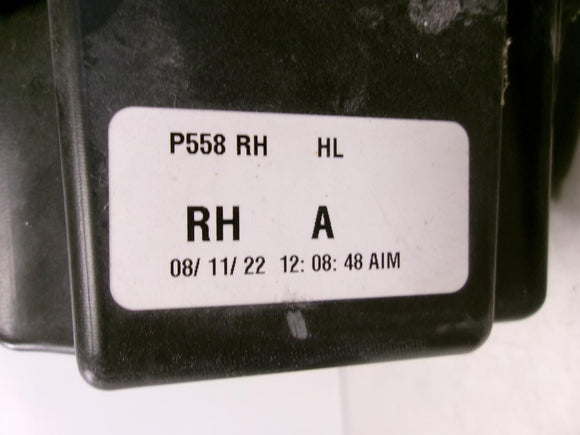 P558 RH HL
RH A
08/ 11/ 22 12: 08: 48 AIM